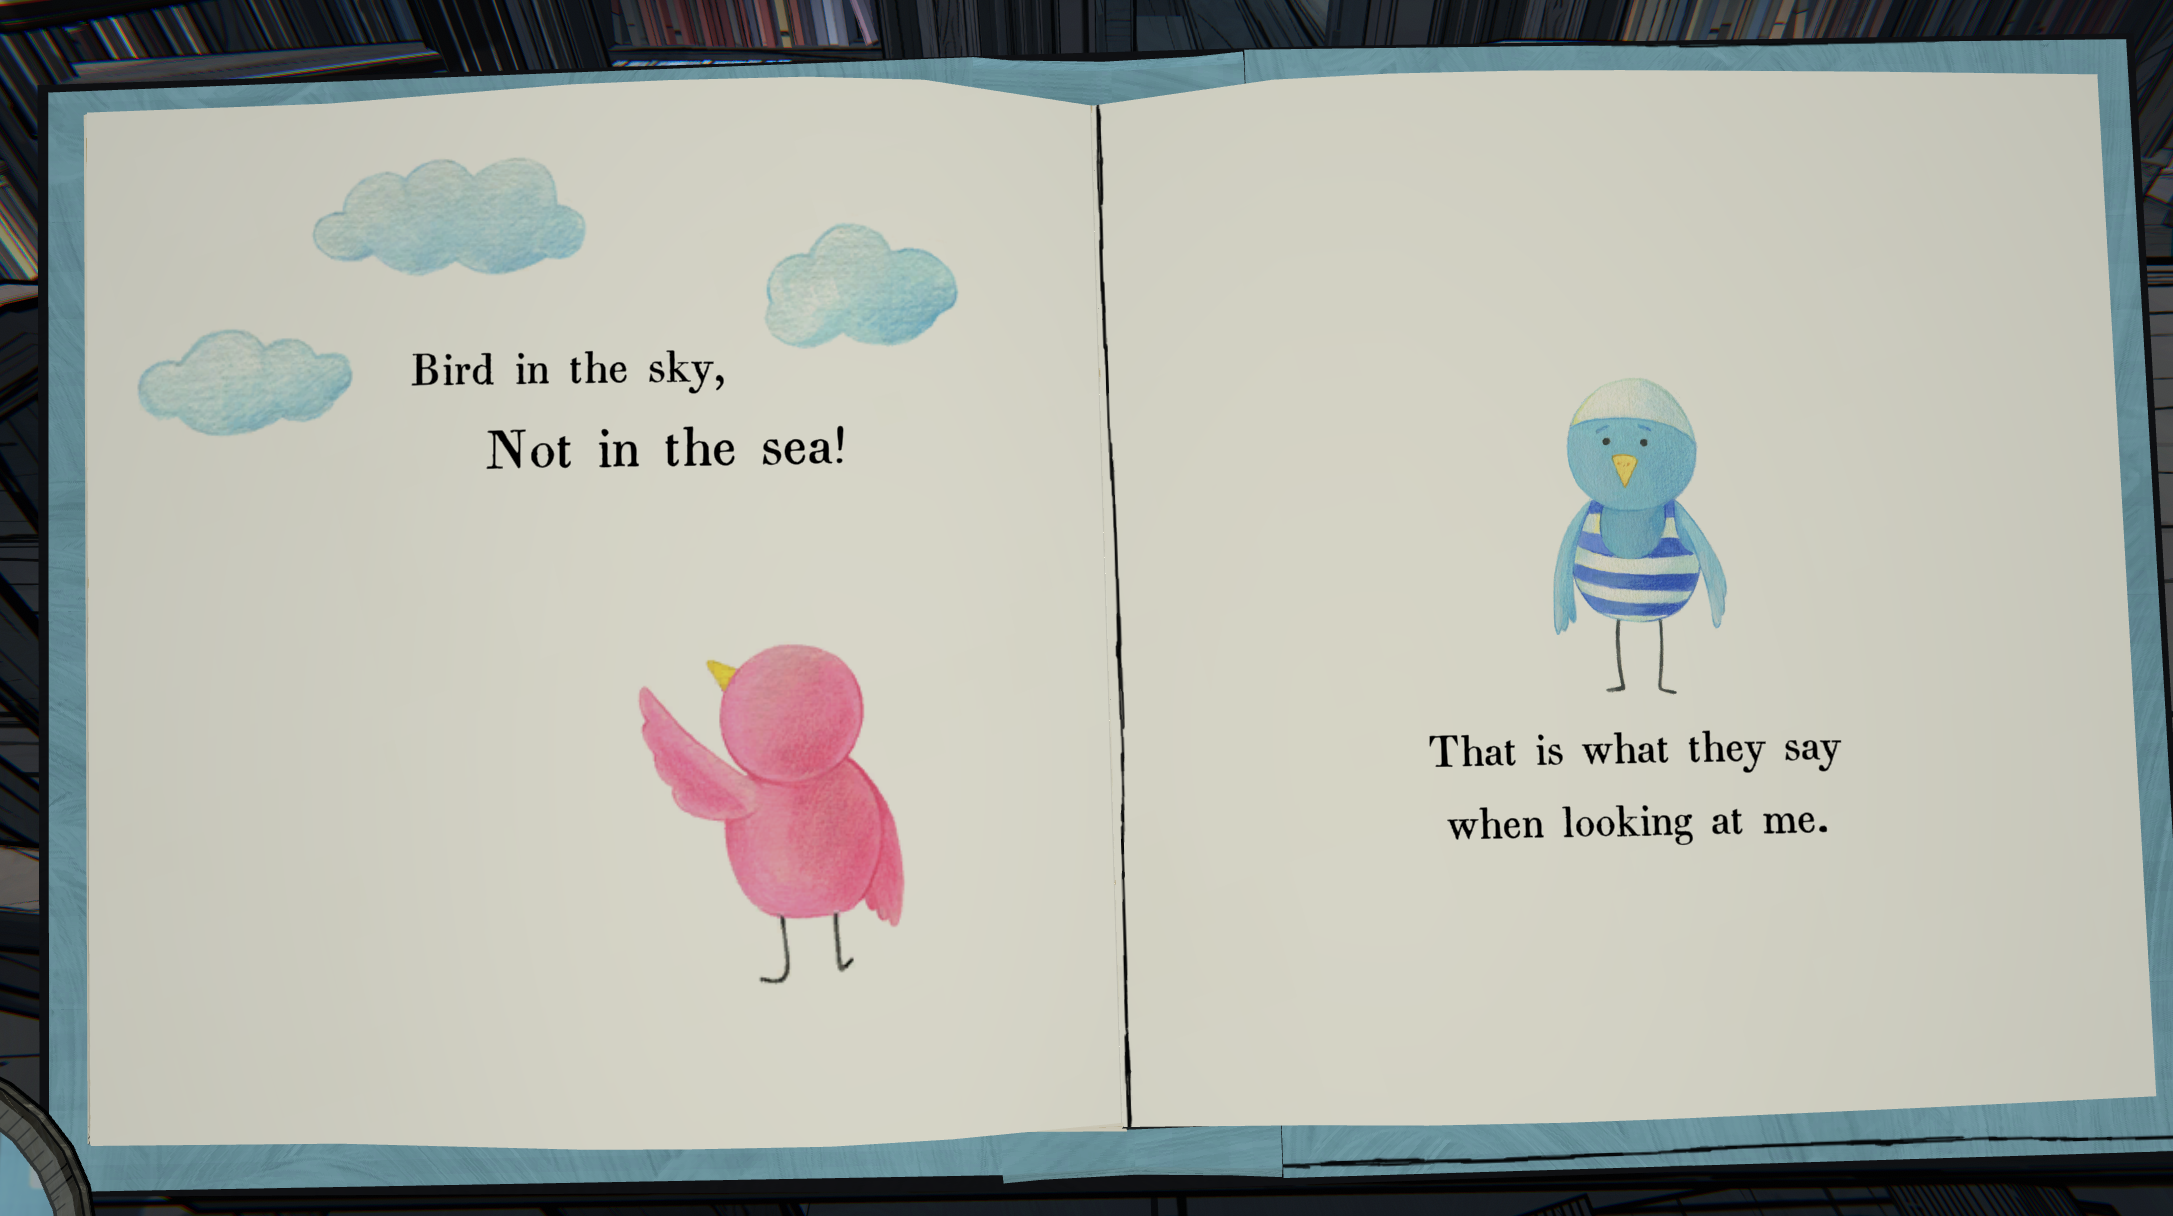 Bird in the sky,
Not in the sea!
That is what they say
when looking at me.